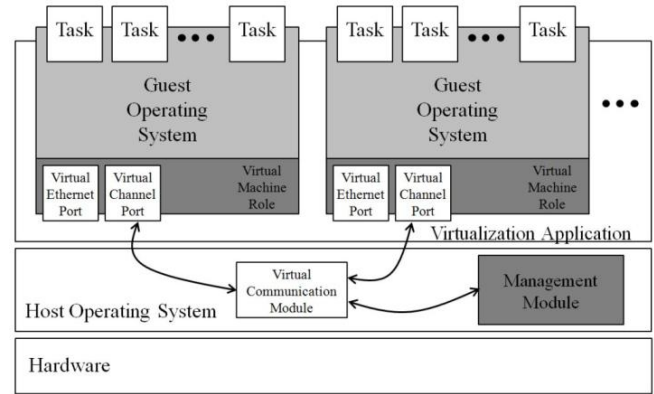 Task
Task
Task
Task
Task
Task
Guest
Operating
System
Guest
Operating
System
Virtual
Ethernet
Port
Virtual
Channel
Port
Virtual
Machine
Role
Virtual
Ethernet
Port
Virtual
Channel
Port
Virtual
Machine
Role
Virtualization Application
Virtual
Communication
Module
Management
Module
Host Operating System
Hardware